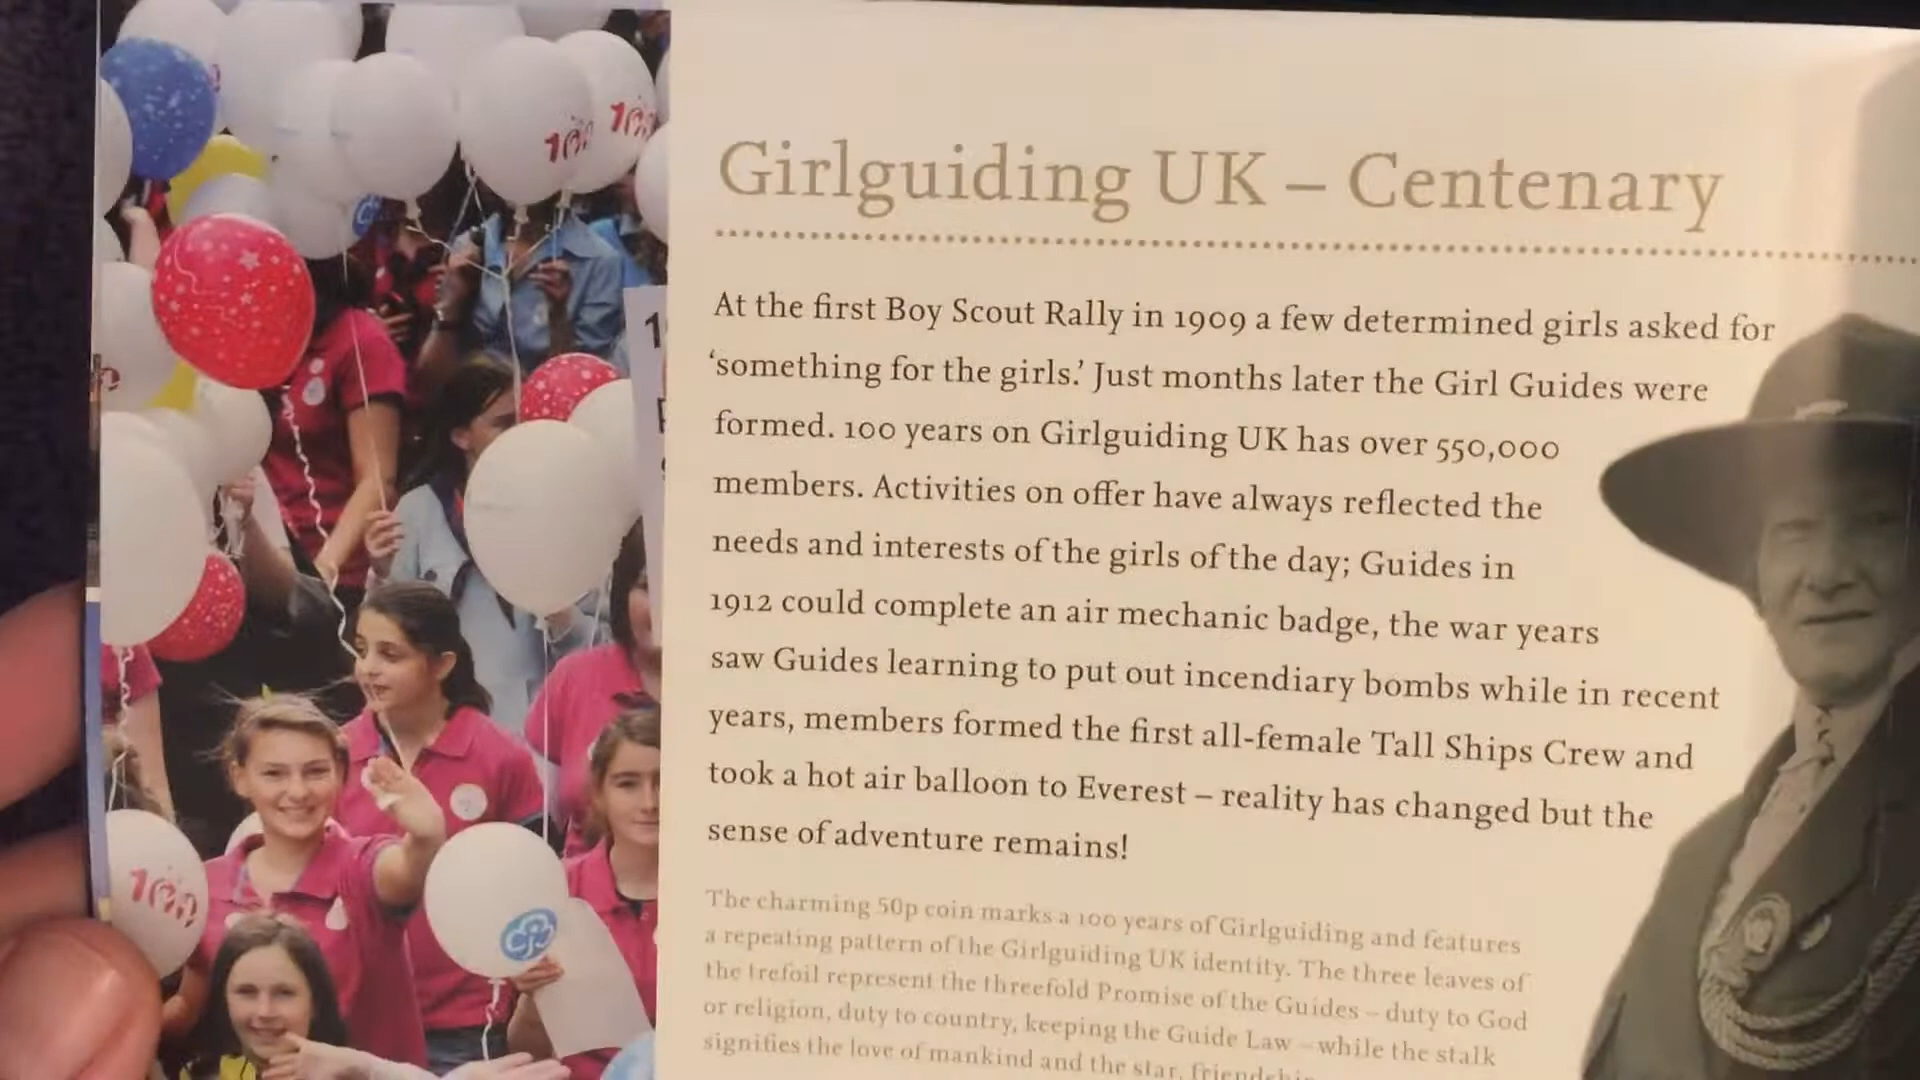 Girlguiding UK – Centenary
At the first Boy Scout Rally in 1909 a few determined girls asked for
‘something for the girls.’ Just months later the Girl Guides were
formed. 100 years on Girlguiding UK has over 550,000
members. Activities on offer have always reflected the
needs and interests of the girls of the day; Guides in
1912 could complete an air mechanic badge, the war years
saw Guides learning to put out incendiary bombs while in recent
years, members formed the first all-female Tall Ships Crew and
took a hot air balloon to Everest – reality has changed but the
sense of adventure remains!
The charming 50p coin marks a 100 years of Girlguiding and features
a repeating pattern of the Girlguiding UK identity. The three leaves of
the trefoil represent the threefold Promise of the Guides – duty to God
or religion, duty to country, keeping the Guide Law – while the stalk
signifies the love of mankind and the star,
100
100
100